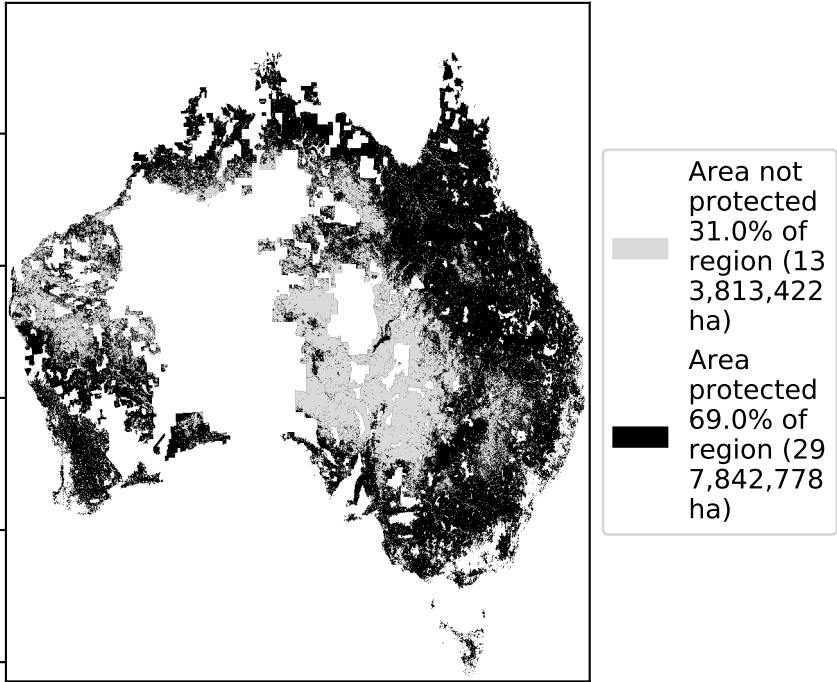 Area not
protected
31.0% of
region (13
3,813,422
ha)
Area
protected
69.0% of
region (29
7,842,778
ha)